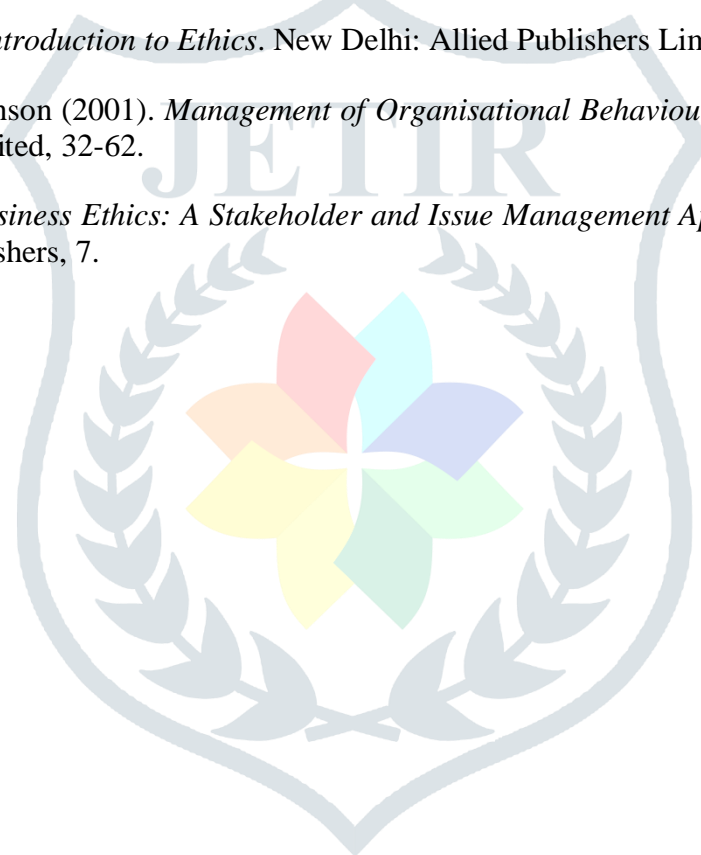 ntroduction to Ethics. New Delhi: Allied Publishers Lim
nson (2001). Management of Organisational Behaviou
ited, 32-62.
JETIR
siness Ethics: A Stakeholder and Issue Management Ap
shers, 7.